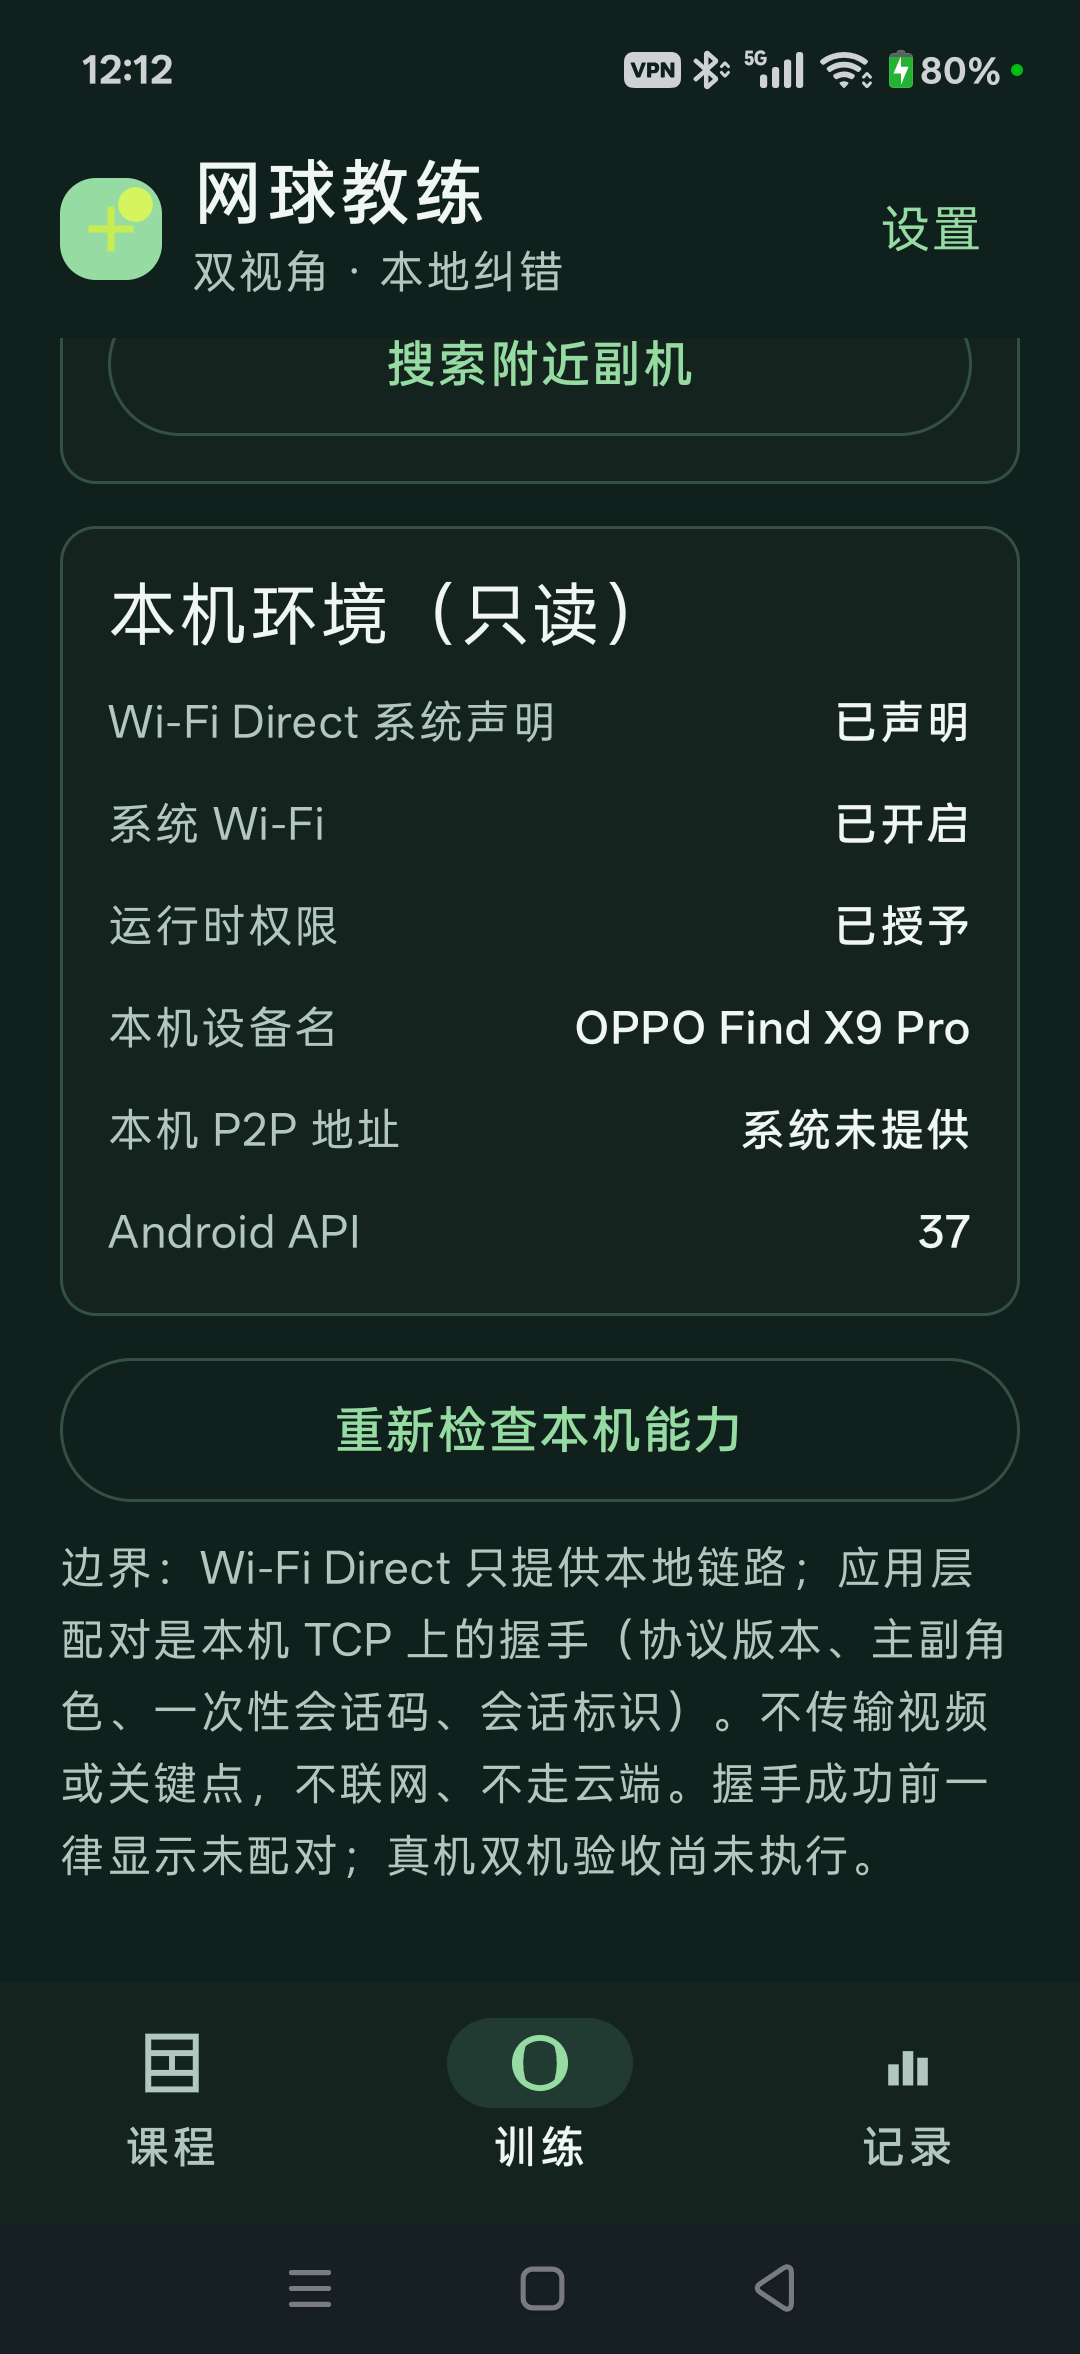 12:12
VPN
5G
80%
网球教练
双视角 · 本地纠错
设置
搜索附近副机
本机环境（只读）
Wi-Fi Direct 系统声明 已声明
系统 Wi-Fi 已开启
运行时权限 已授予
本机设备名 OPPO Find X9 Pro
本机 P2P 地址 系统未提供
Android API 37
重新检查本机能力
边界：Wi-Fi Direct 只提供本地链路；应用层
配对是本机 TCP 上的握手（协议版本、主副角
色、一次性会话码、会话标识）。不传输视频
或关键点，不联网、不走云端。握手成功前一
律显示未配对；真机双机验收尚未执行。
课程
训练
记录